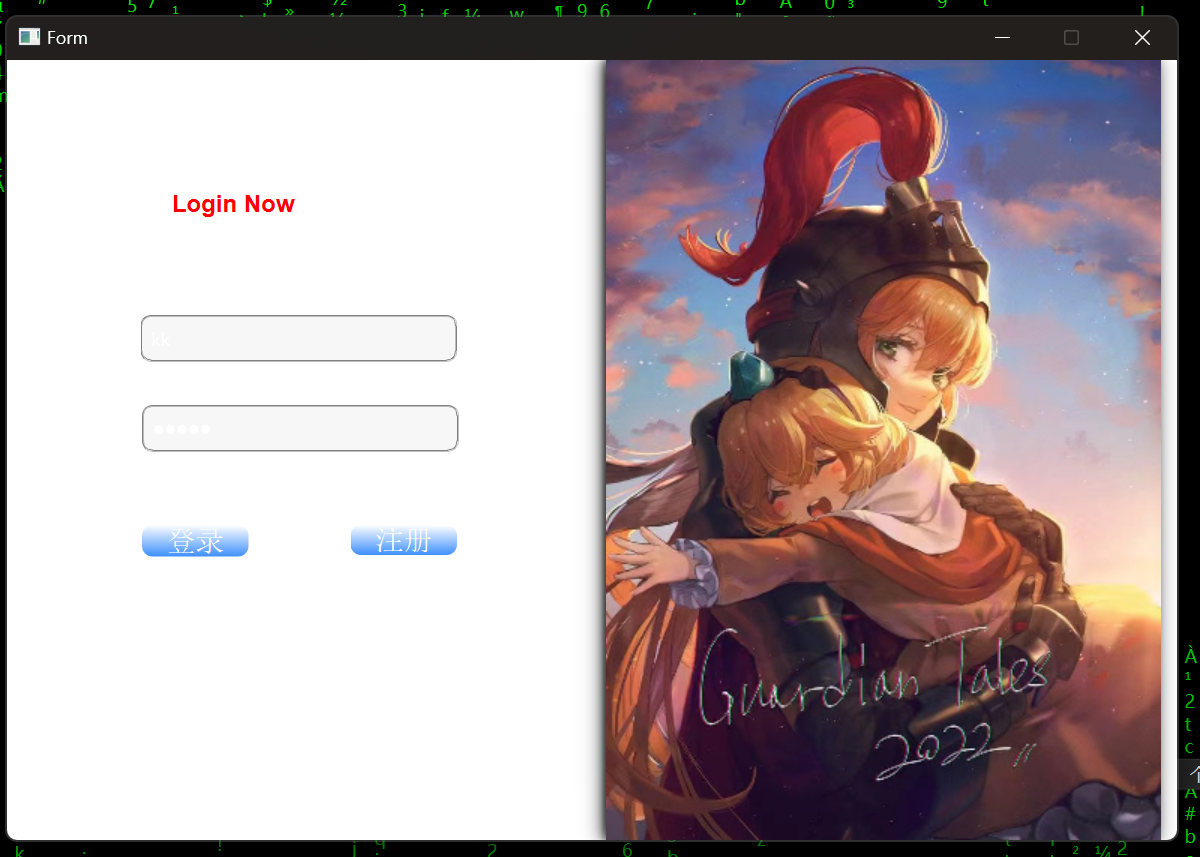 Form
Login Now
kk
●●●●●
登录
注册
Guardian Tales
2022